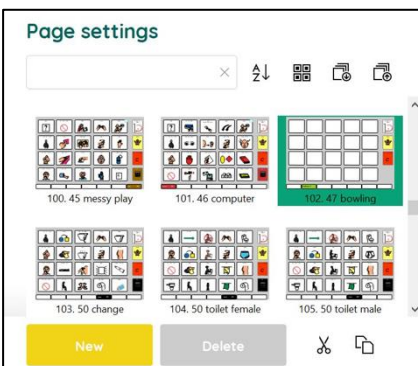 Page settings
100. 45 messy play
101. 46 computer
102. 47 bowling
103. 50 change
104. 50 toilet female
105. 50 toilet male
New
Delete